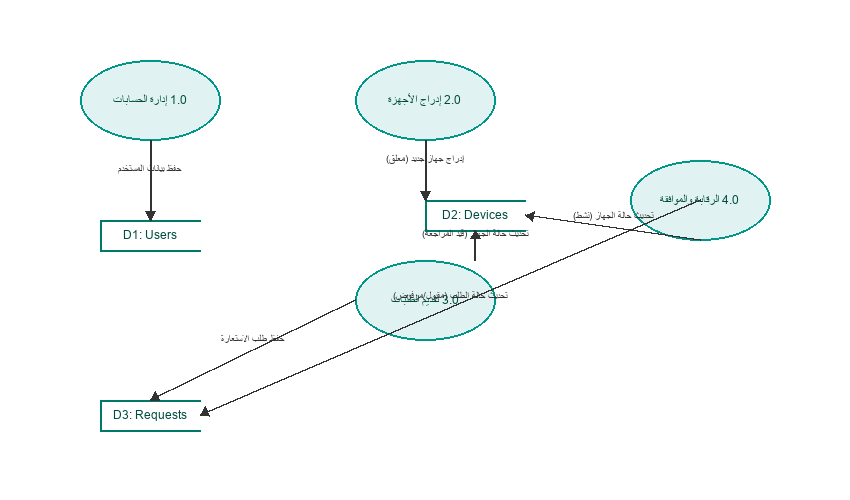 1.0 إدارة الحسابات
2.0 إدراج الأجهزة
حفظ بيانات المستخدم
إدراج جهاز جديد (معلق)
4.0 الرقابة والموافقة
D2: Devices
تحديث حالة الجهاز (نشط)
D1: Users
تحديث حالة الجهاز (قيد المراجعة)
تحديث حالة الطلب (مقبول/مرفوض)
3.0
حفظ طلب الاستعارة
D3: Requests